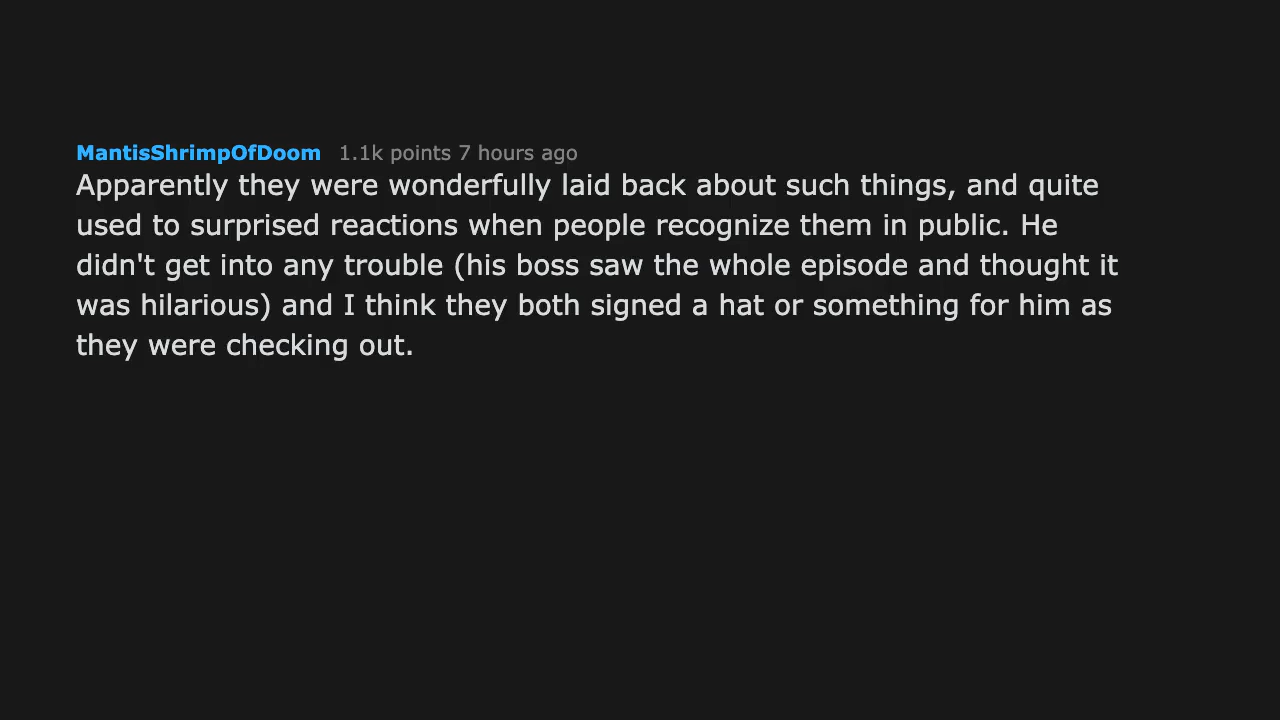 MantisShrimpOfDoom 1.1k points 7 hours ago
Apparently they were wonderfully laid back about such things, and quite
used to surprised reactions when people recognize them in public. He
didn't get into any trouble (his boss saw the whole episode and thought it
was hilarious) and I think they both signed a hat or something for him as
they were checking out.